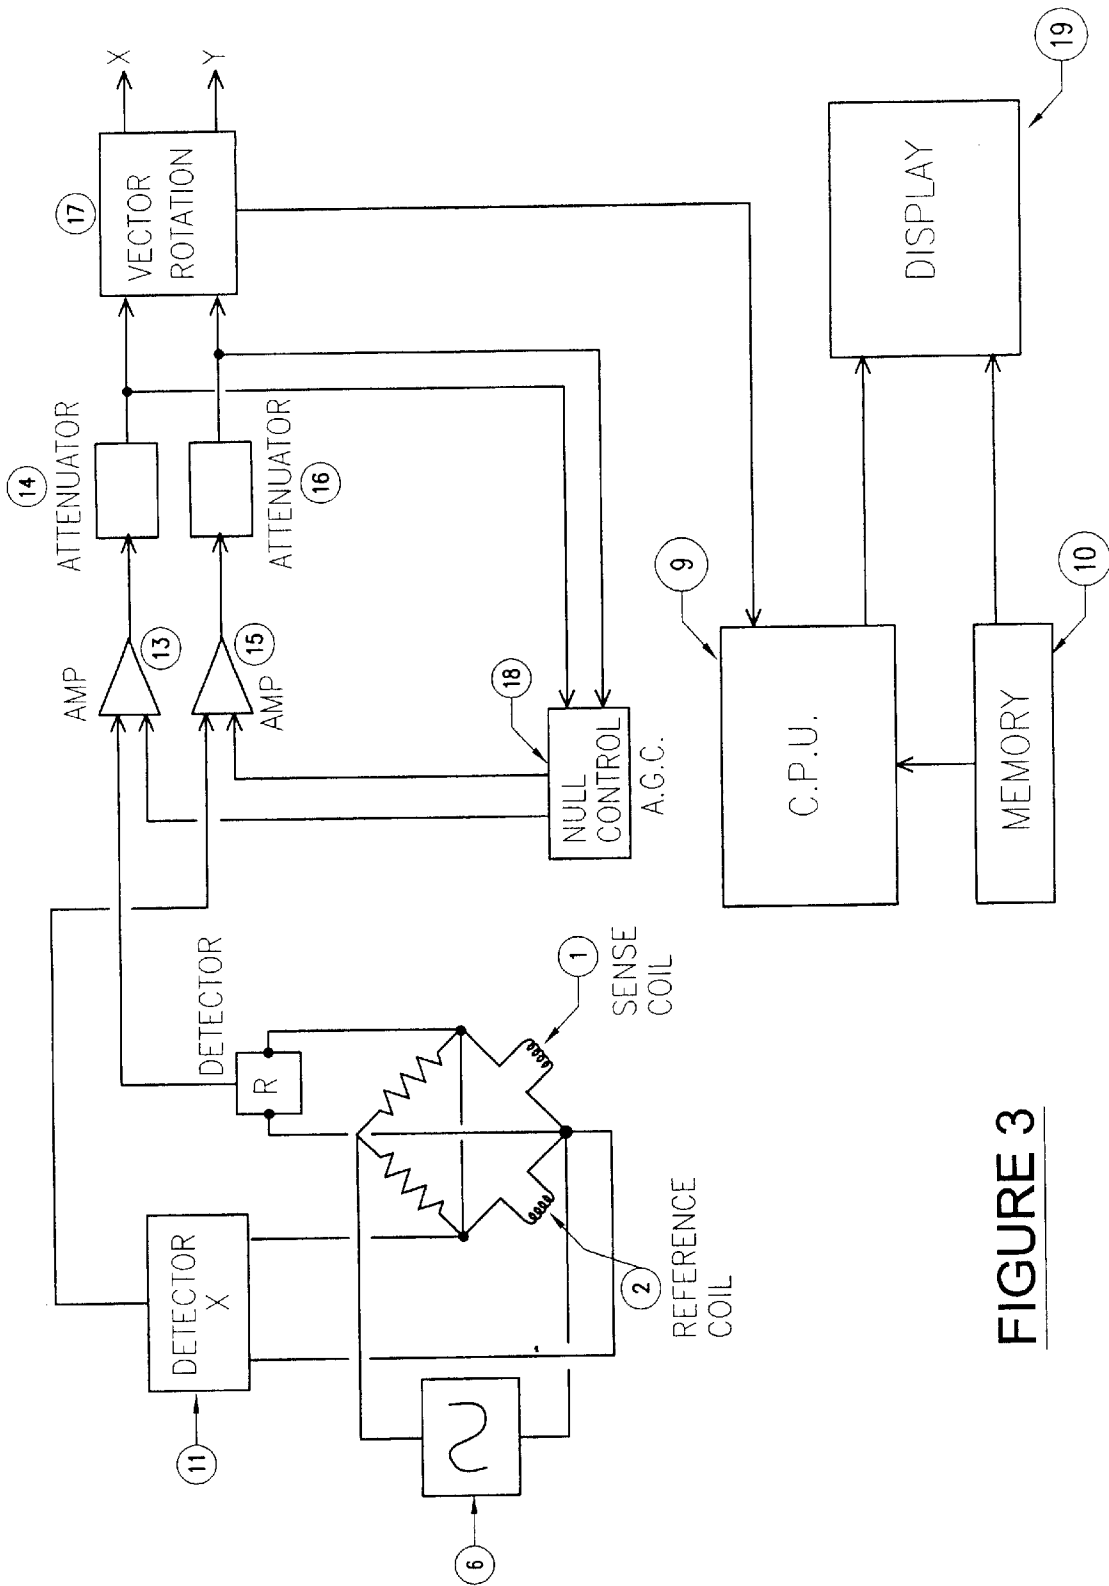 X
Y
17
VECTOR
ROTATION
14
ATTENUATOR
ATTENUATOR
16
AMP
13
15
AMP
18
NULL
CONTROL
A.G.C.
DETECTOR
R
11
DETECTOR
X
6
1
SENSE
COIL
2
REFERENCE
COIL
9
C.P.U.
10
MEMORY
19
DISPLAY
FIGURE 3